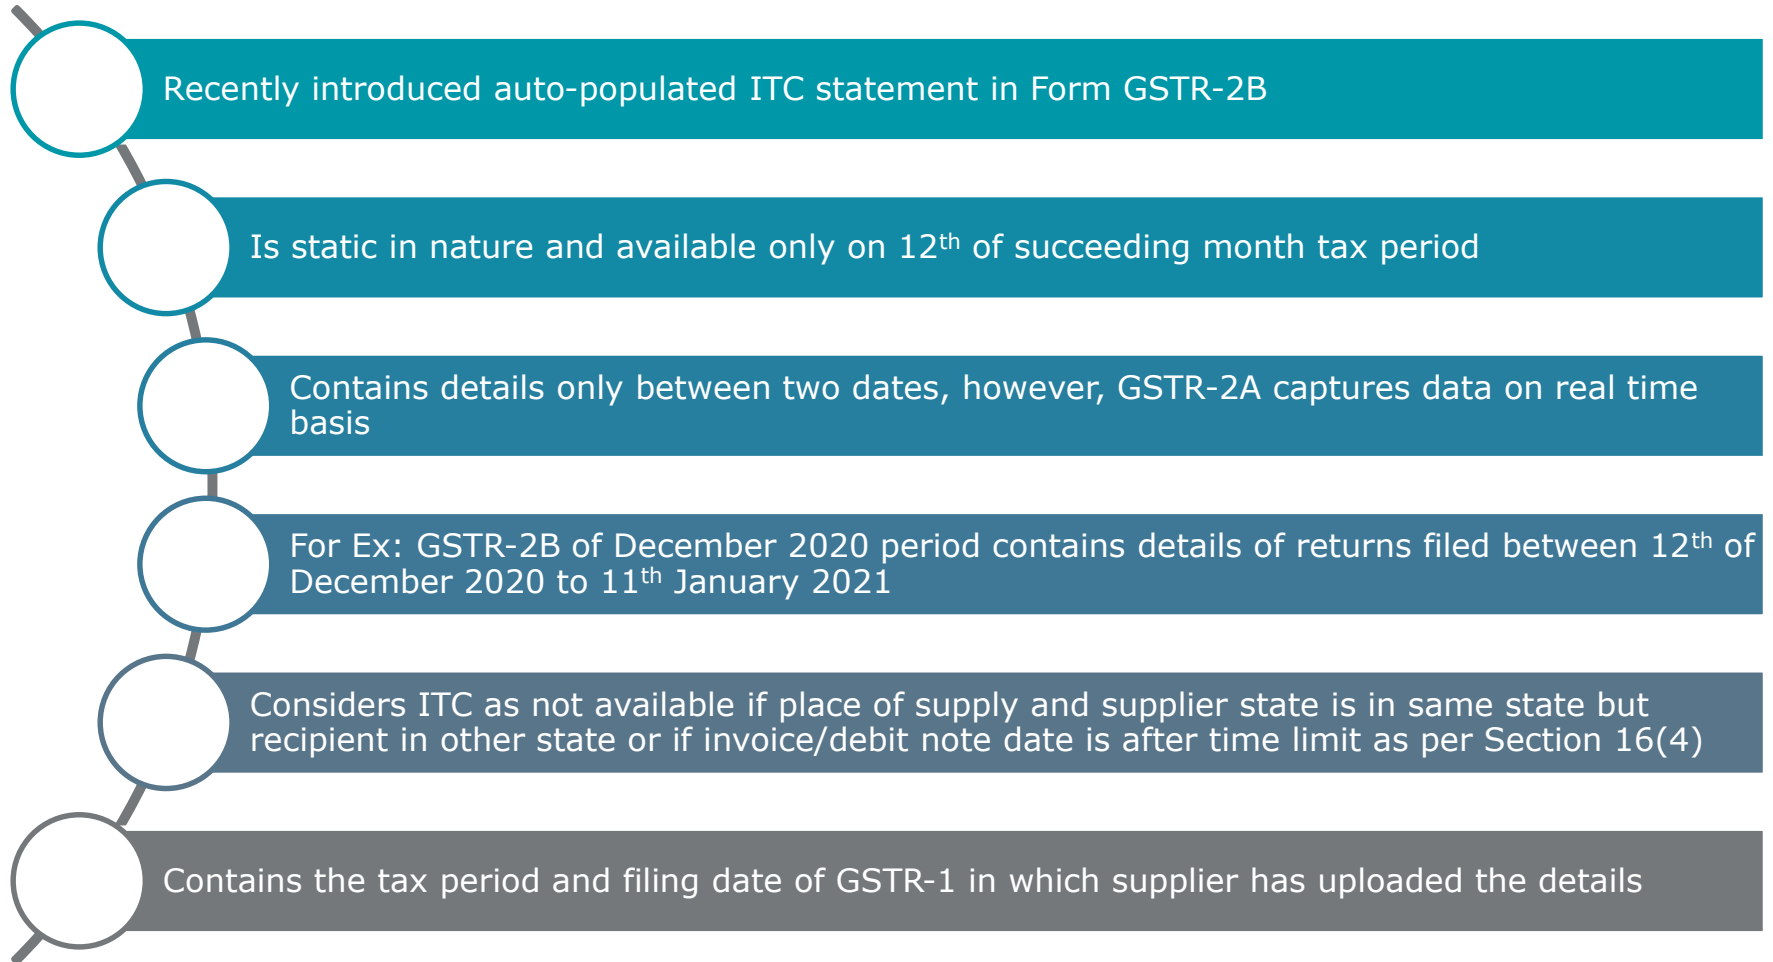 Recently introduced auto-populated ITC statement in Form GSTR-2B
Is static in nature and available only on 12th of succeeding month tax period
Contains details only between two dates, however, GSTR-2A captures data on real time
basis
For Ex: GSTR-2B of December 2020 period contains details of returns filed between 12th of
December 2020 to 11th January 2021
Considers ITC as not available if place of supply and supplier state is in same state but
recipient in other state or if invoice/debit note date is after time limit as per Section 16(4)
Contains the tax period and filing date of GSTR-1 in which supplier has uploaded the details